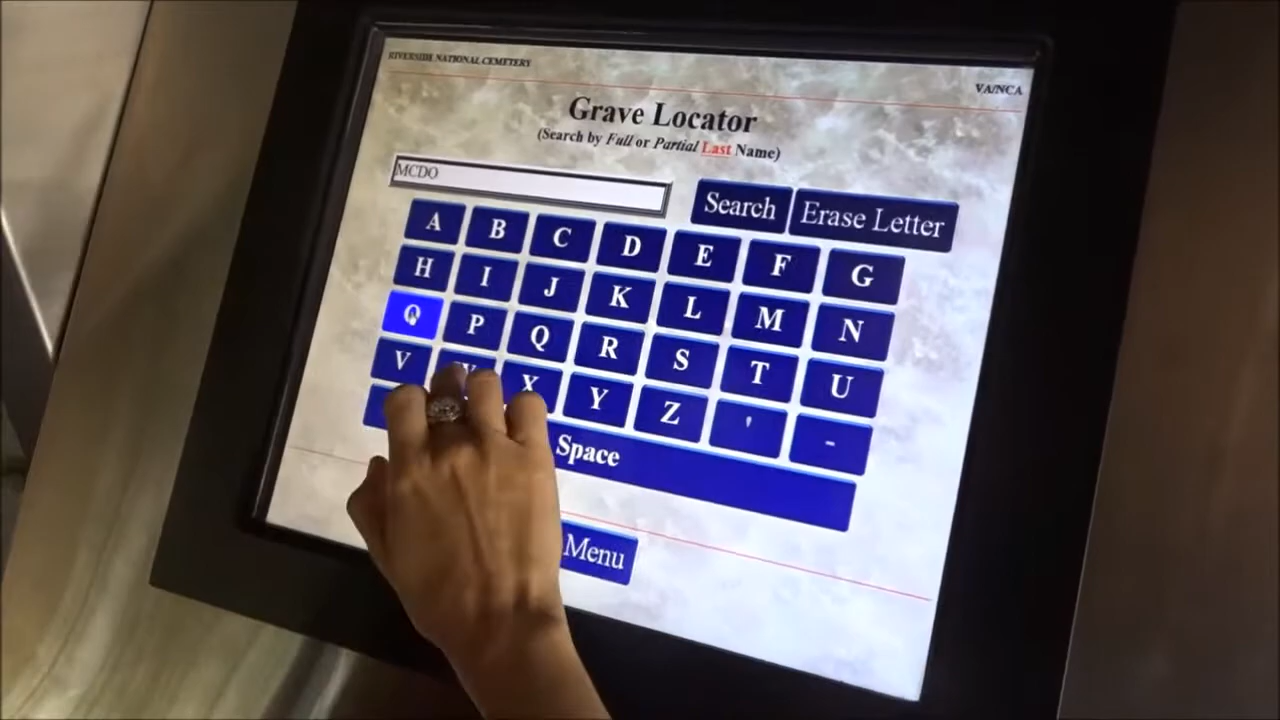 RIVERSIDE NATIONAL CEMETERY
VA/NCA
Grave Locator
(Search by Full or Partial Last Name)
MCDO
Search Erase Letter
A B C D E F G
H I J K L M N
O P Q R S T U
V X Y Z ' -
Space
Menu